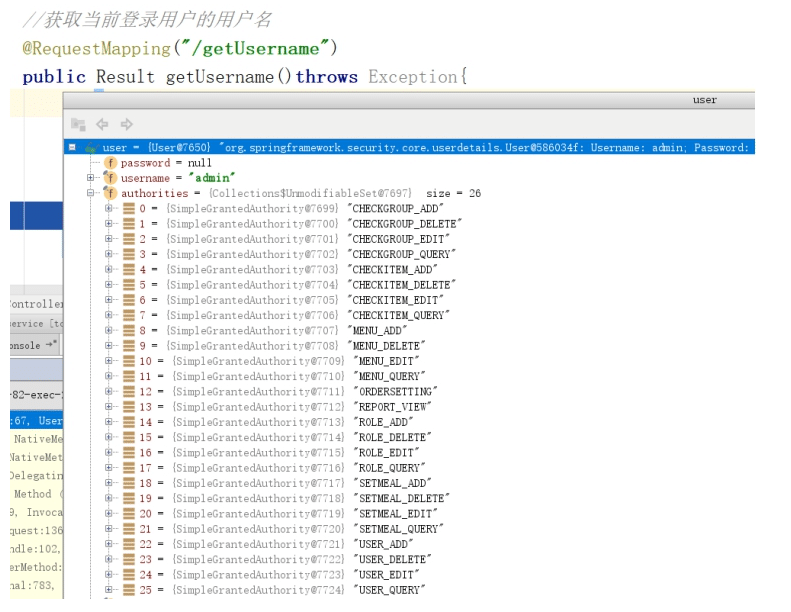 //获取当前登录用户的用户名
@RequestMapping("/getUsername")
public Result getUsername()throws Exception{
user
user = {User@7650} "org.springframework.security.core.userdetails.User@586034f: Username: admin; Password:
password = null
username = "admin"
authorities = {Collections$UnmodifiableSet@7697} size = 26
0 = {SimpleGrantedAuthority@7699} "CHECKGROUP_ADD"
1 = {SimpleGrantedAuthority@7700} "CHECKGROUP_DELETE"
2 = {SimpleGrantedAuthority@7701} "CHECKGROUP_EDIT"
3 = {SimpleGrantedAuthority@7702} "CHECKGROUP_QUERY"
4 = {SimpleGrantedAuthority@7703} "CHECKITEM_ADD"
5 = {SimpleGrantedAuthority@7704} "CHECKITEM_DELETE"
6 = {SimpleGrantedAuthority@7705} "CHECKITEM_EDIT"
7 = {SimpleGrantedAuthority@7706} "CHECKITEM_QUERY"
8 = {SimpleGrantedAuthority@7707} "MENU_ADD"
9 = {SimpleGrantedAuthority@7708} "MENU_DELETE"
10 = {SimpleGrantedAuthority@7709} "MENU_EDIT"
11 = {SimpleGrantedAuthority@7710} "MENU_QUERY"
12 = {SimpleGrantedAuthority@7711} "ORDERSETTING"
13 = {SimpleGrantedAuthority@7712} "REPORT_VIEW"
14 = {SimpleGrantedAuthority@7713} "ROLE_ADD"
15 = {SimpleGrantedAuthority@7714} "ROLE_DELETE"
16 = {SimpleGrantedAuthority@7715} "ROLE_EDIT"
17 = {SimpleGrantedAuthority@7716} "ROLE_QUERY"
18 = {SimpleGrantedAuthority@7717} "SETMEAL_ADD"
19 = {SimpleGrantedAuthority@7718} "SETMEAL_DELETE"
20 = {SimpleGrantedAuthority@7719} "SETMEAL_EDIT"
21 = {SimpleGrantedAuthority@7720} "SETMEAL_QUERY"
22 = {SimpleGrantedAuthority@7721} "USER_ADD"
23 = {SimpleGrantedAuthority@7722} "USER_DELETE"
24 = {SimpleGrantedAuthority@7723} "USER_EDIT"
25 = {SimpleGrantedAuthority@7724} "USER_QUERY"
Controller
service [to
onsole
-82-exec-
:67, User
NativeMe
NativeMet
Delegatin
Method (
9, Invoca
quest:136
ndle:102,
erMethod:
nal:783,